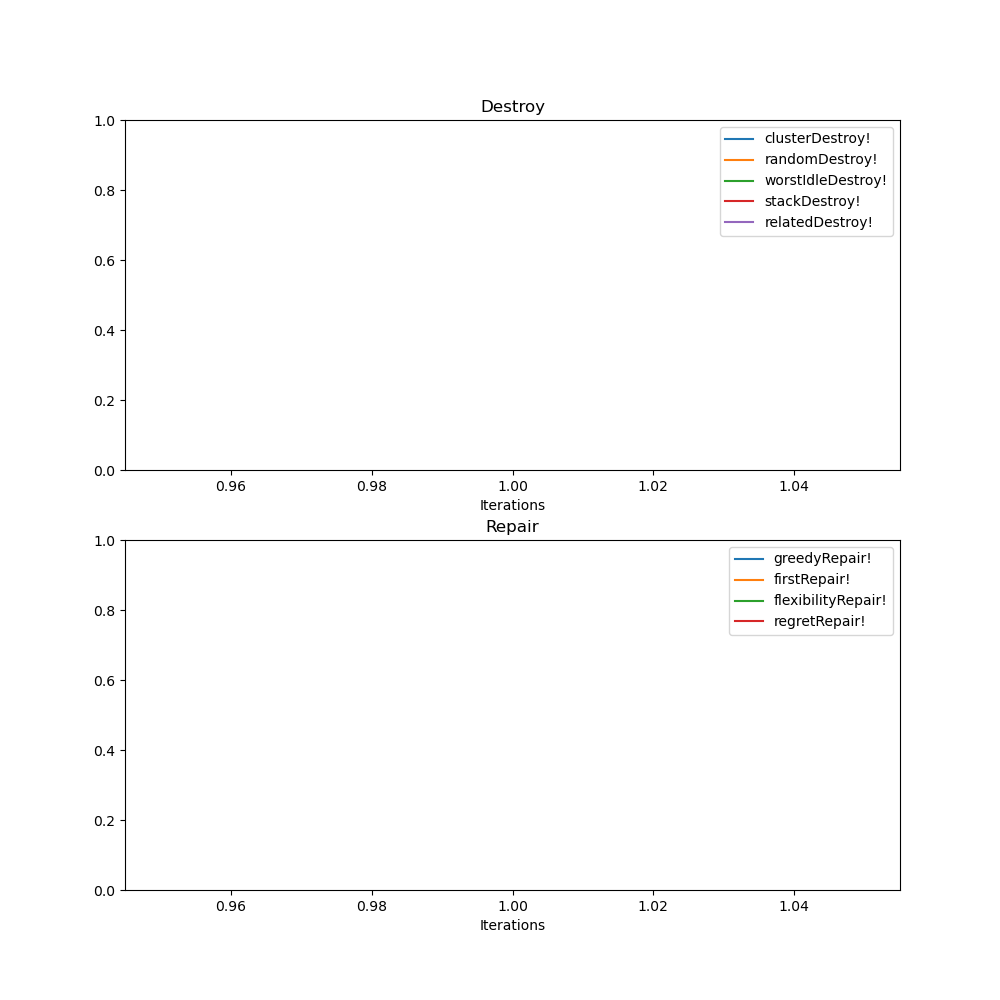 Destroy
1.0
0.8
0.6
0.4
0.2
0.0
clusterDestroy!
randomDestroy!
worstIdleDestroy!
stackDestroy!
relatedDestroy!
0.96 0.98 1.00 1.02 1.04
Iterations
Repair
1.0
0.8
0.6
0.4
0.2
0.0
greedyRepair!
firstRepair!
flexibilityRepair!
regretRepair!
0.96 0.98 1.00 1.02 1.04
Iterations